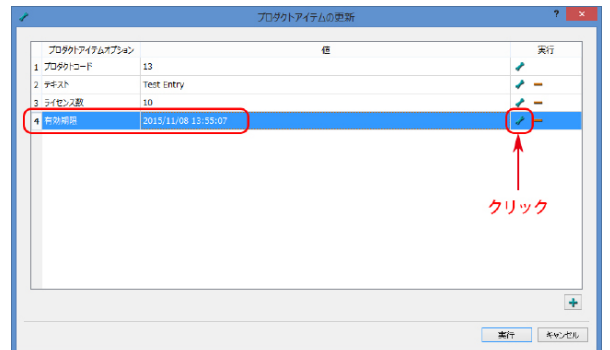 プロダクトアイテムの更新 ? ×
プロダクトアイテムオプション 値 実行
1 プロダクトコード 13
2 テキスト Test Entry
3 ライセンス数 10
4 有効期限 2015/11/08 13:55:07
クリック
実行 キャンセル